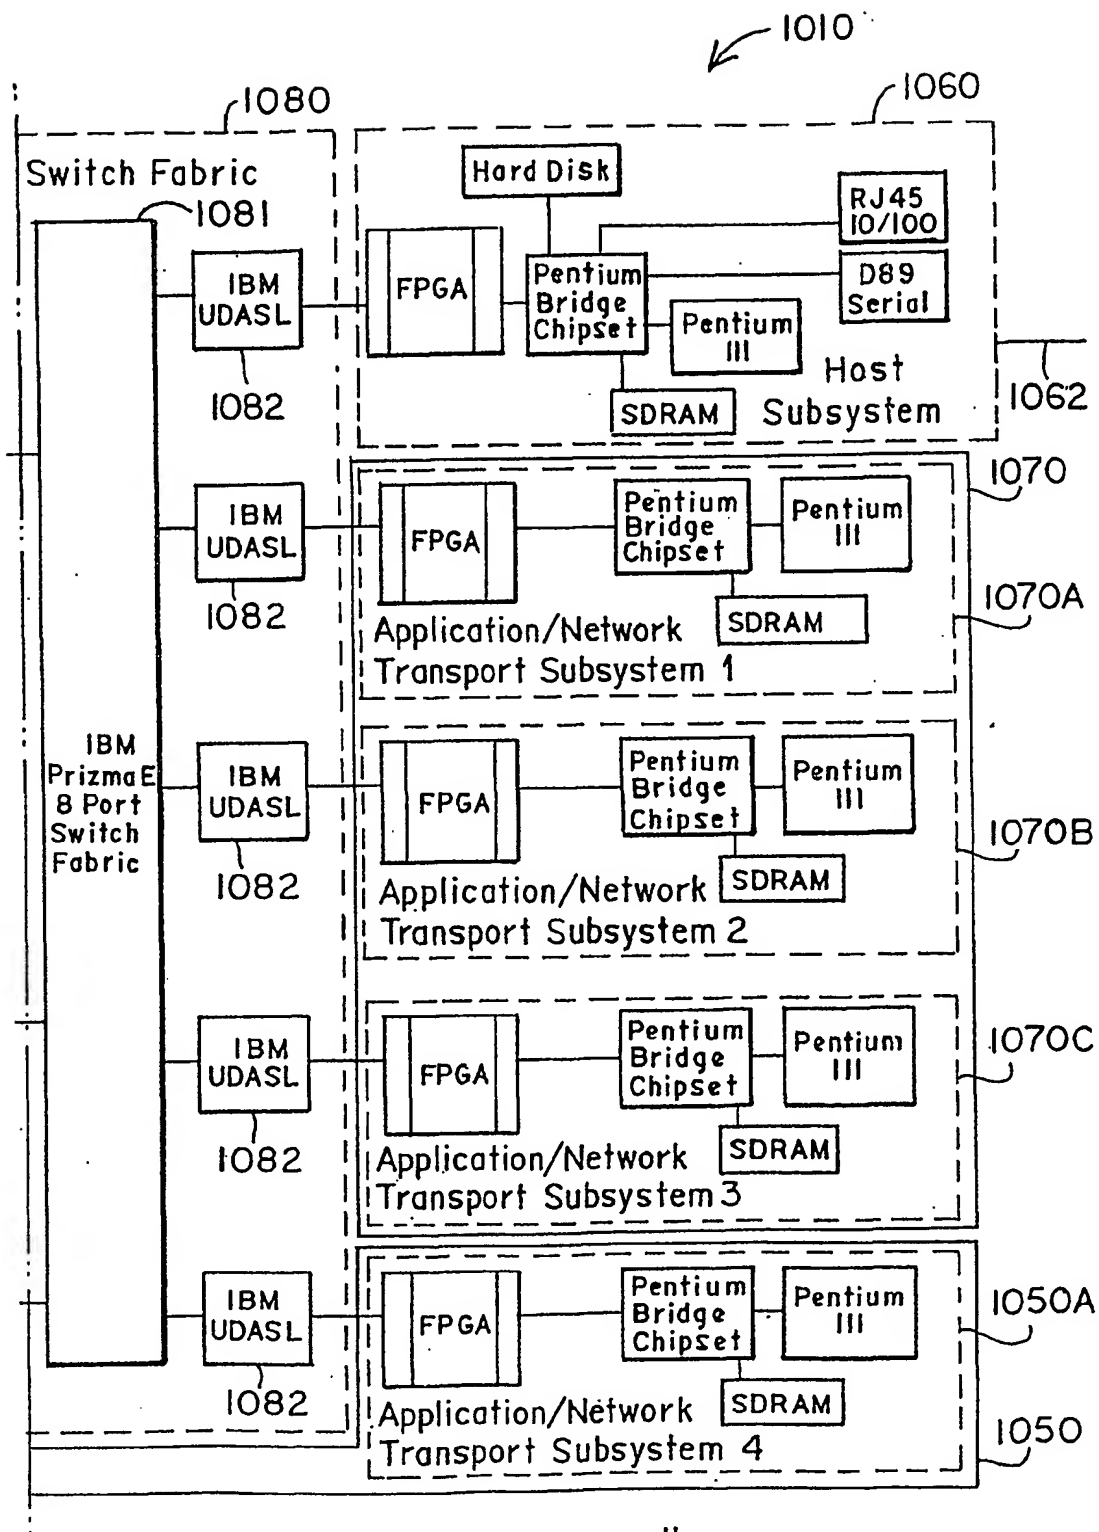 1010
1080
1060
Switch Fabric
1081
Hard Disk
RJ45
10/100
IBM
UDASL
FPGA
Pentium
Bridge
Chipset
D89
Serial
Pentium
III
1082
SDRAM
Host
Subsystem
1062
1070
IBM
UDASL
FPGA
Pentium
Bridge
Chipset
Pentium
III
1082
SDRAM
1070A
Application/Network
Transport Subsystem 1
IBM
PrizmaE
8 Port
Switch
Fabric
IBM
UDASL
FPGA
Pentium
Bridge
Chipset
Pentium
III
1082
SDRAM
1070B
Application/Network
Transport Subsystem 2
IBM
UDASL
FPGA
Pentium
Bridge
Chipset
Pentium
III
1070C
1082
SDRAM
Application/Network
Transport Subsystem 3
IBM
UDASL
FPGA
Pentium
Bridge
Chipset
Pentium
III
1050A
1082
SDRAM
Application/Network
Transport Subsystem 4
1050